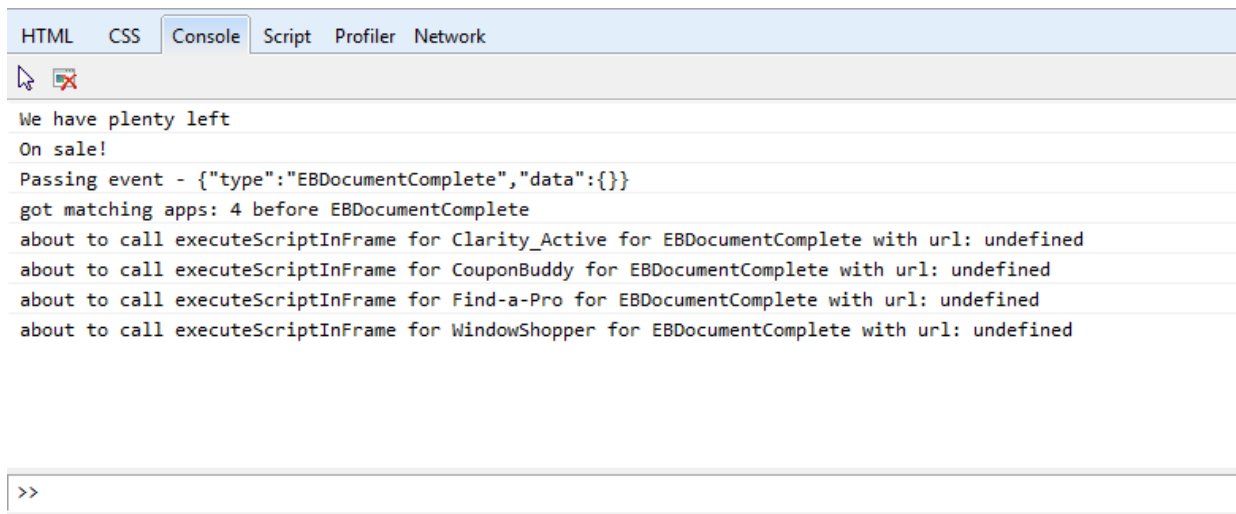 HTML CSS Console Script Profiler Network
We have plenty left
On sale!
Passing event - {"type":"EBDocumentComplete","data":{}}
got matching apps: 4 before EBDocumentComplete
about to call executeScriptInFrame for Clarity_Active for EBDocumentComplete with url: undefined
about to call executeScriptInFrame for CouponBuddy for EBDocumentComplete with url: undefined
about to call executeScriptInFrame for Find-a-Pro for EBDocumentComplete with url: undefined
about to call executeScriptInFrame for WindowShopper for EBDocumentComplete with url: undefined
>>